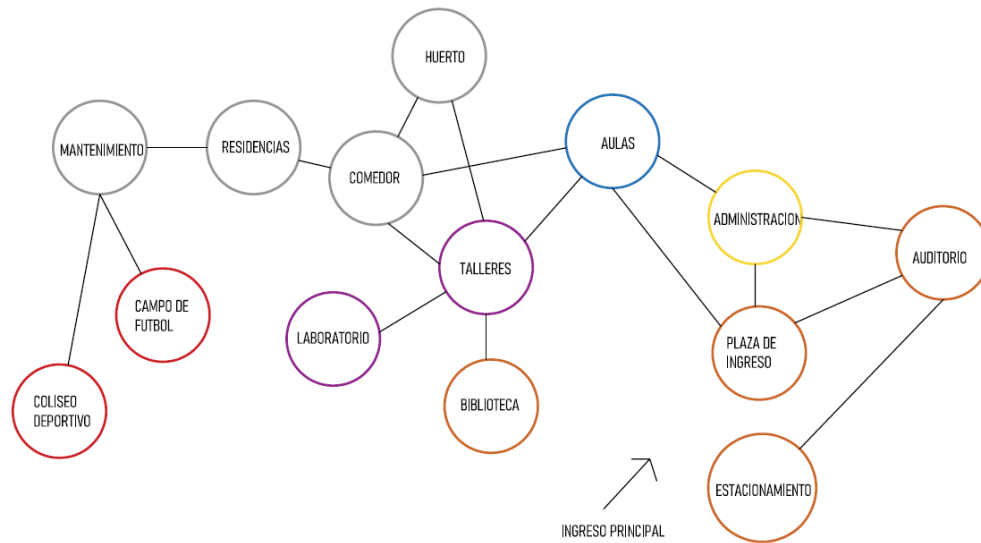 HUERTO
AULAS
MANTENIMIENTO
RESIDENCIAS
COMEDOR
ADMINISTRACION
AUDITORIO
TALLERES
CAMPO DE
FUTBOL
LABORATORIO
PLAZA DE
INGRESO
COLISEO
DEPORTIVO
BIBLIOTECA
ESTACIONAMIENTO
INGRESO PRINCIPAL